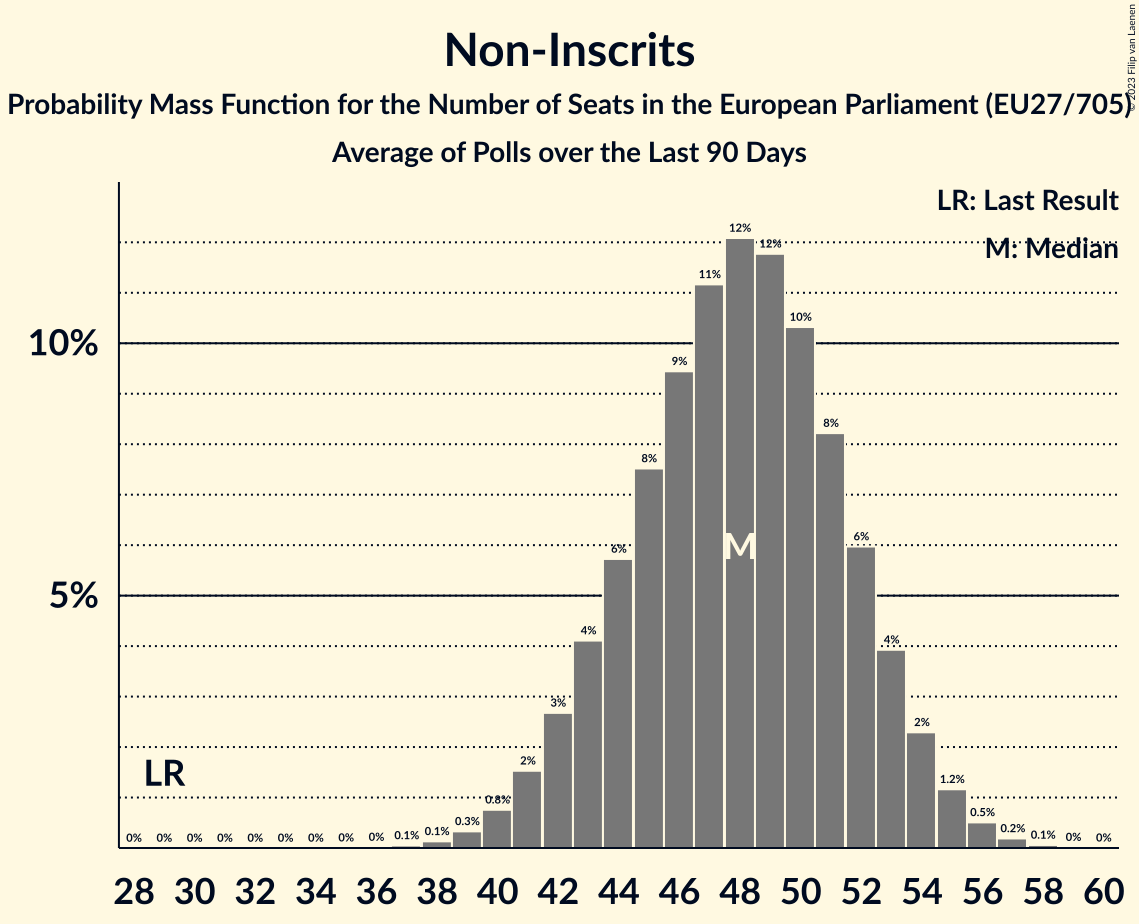 Non-Inscrits
Probability Mass Function for the Number of Seats in the European Parliament (EU27/705)
Average of Polls over the Last 90 Days
© 2023 Filip van Laenen
LR: Last Result
M: Median
10%
5%
LR
M
0% 0% 0% 0% 0% 0% 0% 0% 0% 0.1% 0.1% 0.3% 0.8% 2% 3% 4% 6% 8% 9% 11% 12% 12% 10% 8% 6% 4% 2% 1.2% 0.5% 0.2% 0.1% 0% 0%
28 30 32 34 36 38 40 42 44 46 48 50 52 54 56 58 60